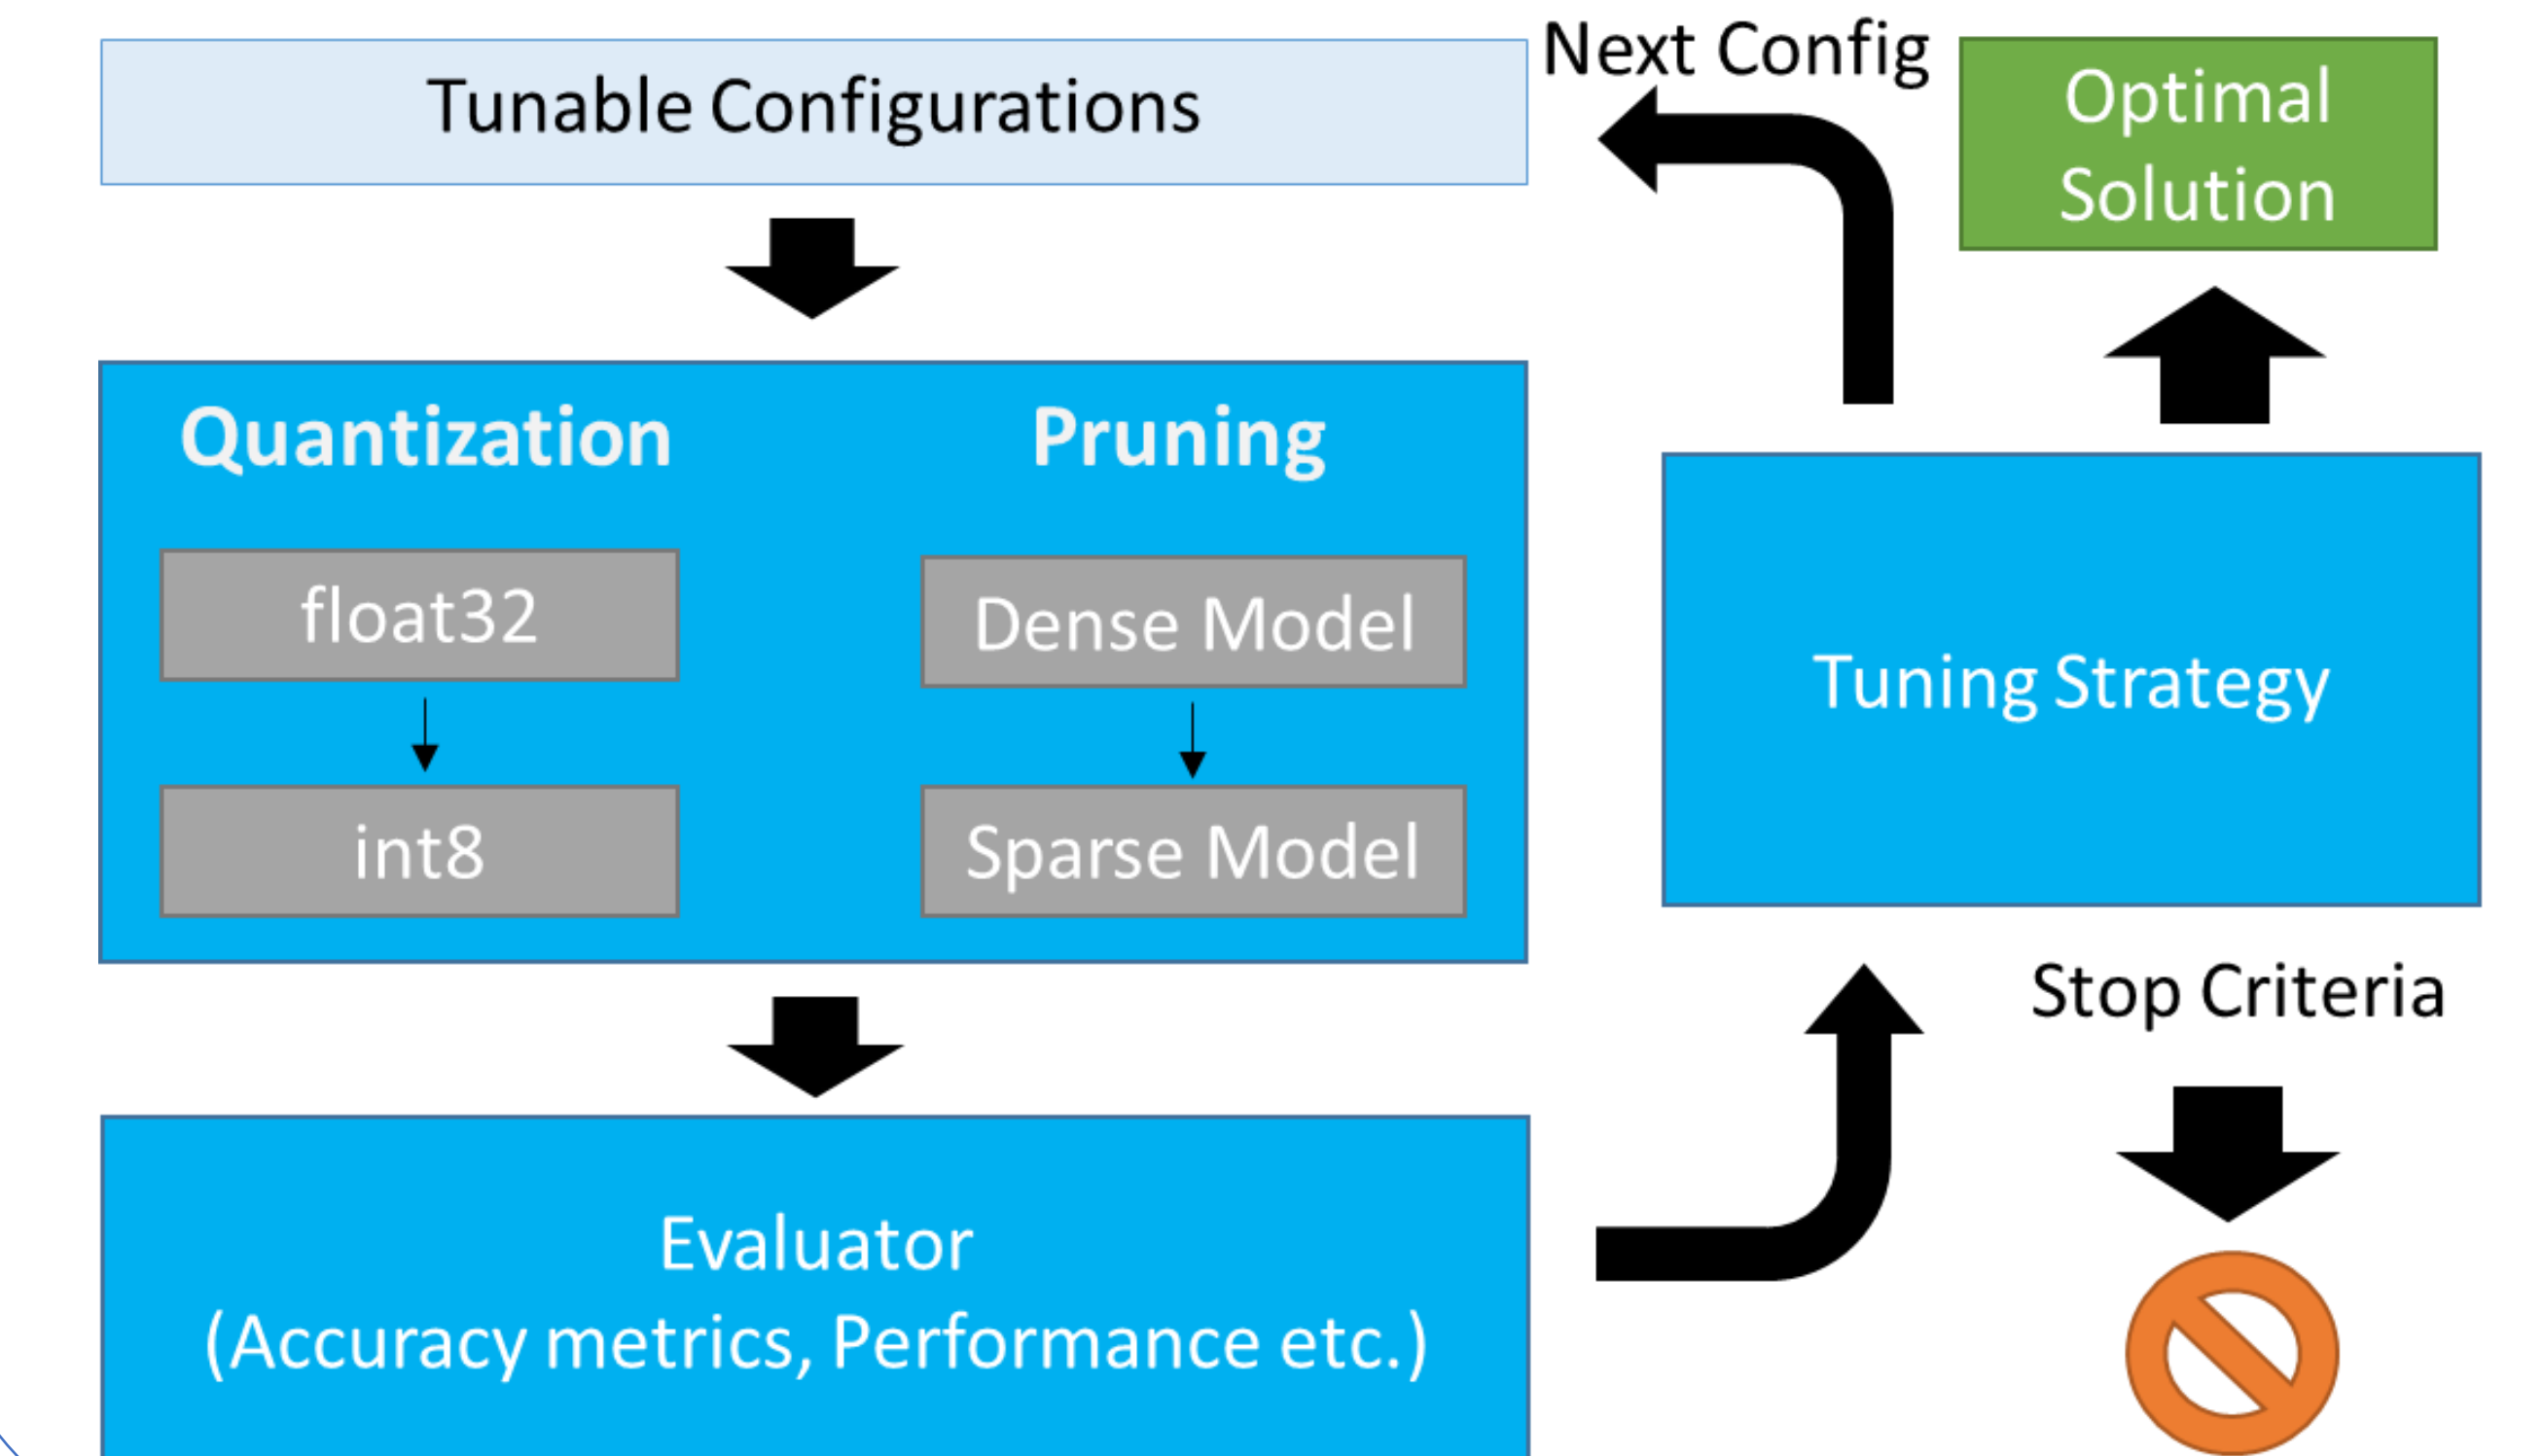 Tunable Configurations
Next Config
Optimal
Solution
Quantization
Pruning
float32
Dense Model
int8
Sparse Model
Tuning Strategy
Stop Criteria
Evaluator
(Accuracy metrics, Performance etc.)